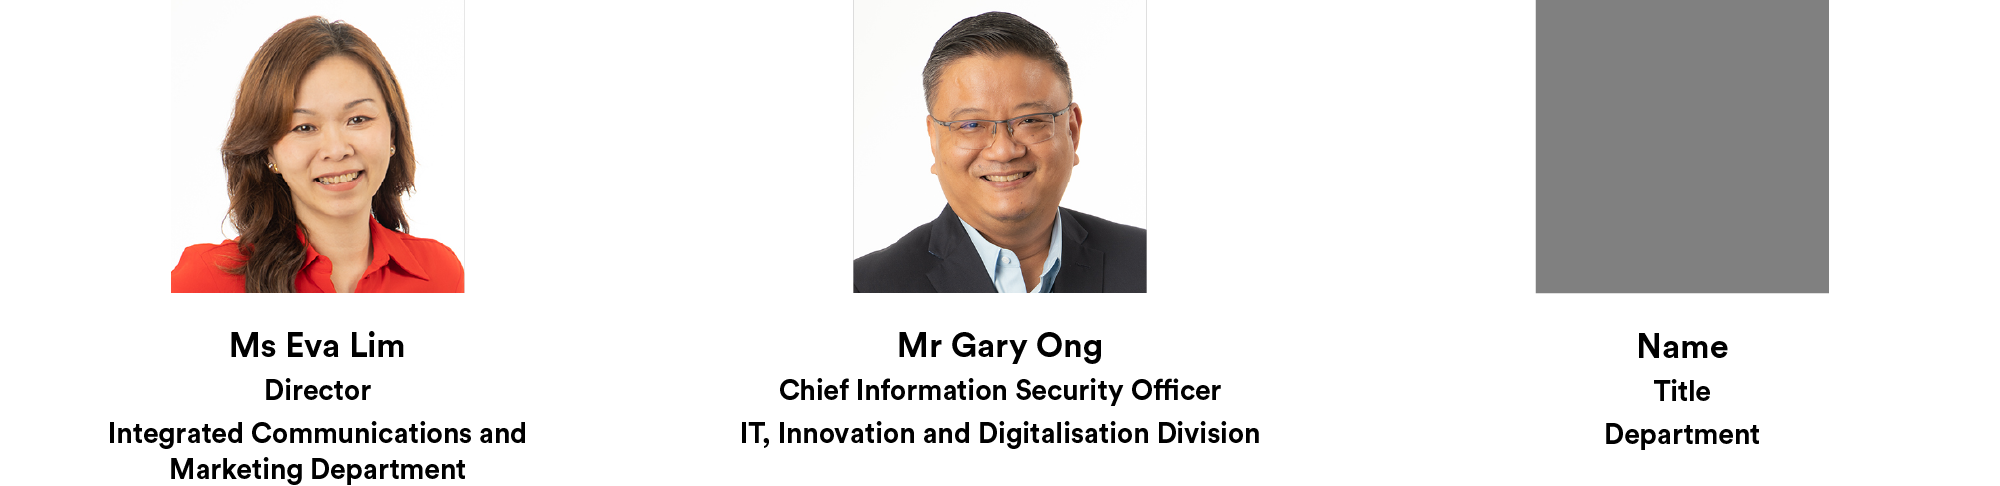 Ms Eva Lim
Director
Integrated Communications and
Marketing Department
Mr Gary Ong
Chief Information Security Officer
IT, Innovation and Digitalisation Division
Name
Title
Department